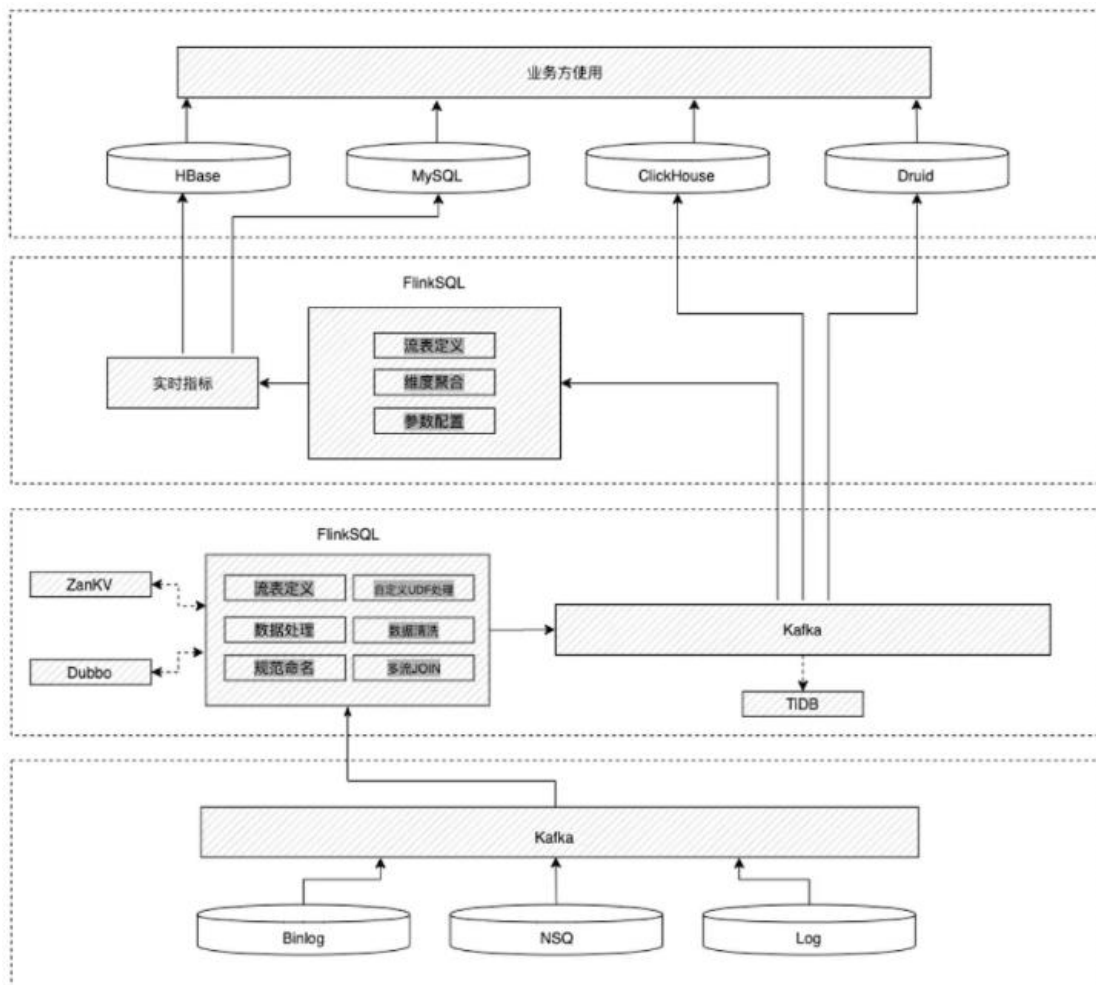 业务方使用
HBase
MySQL
ClickHouse
Druid
FlinkSQL
流表定义
维度聚合
参数配置
实时指标
FlinkSQL
ZanKV
Dubbo
流表定义
自定义UDF处理
数据处理
数据清洗
规范命名
多流JOIN
Kafka
TIDB
Kafka
Binlog
NSQ
Log